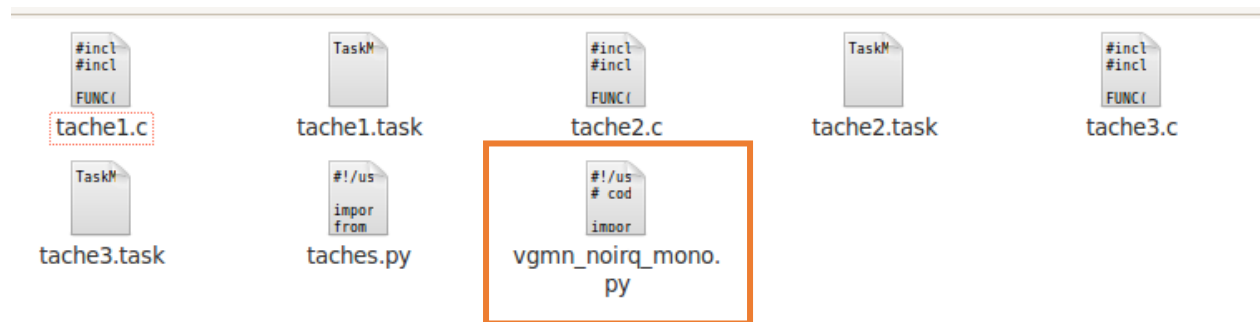 #incl
#incl
FUNC(
tache1.c
TaskM
tache1.task
#incl
#incl
FUNC(
tache2.c
TaskM
tache2.task
#incl
#incl
FUNC(
tache3.c
TaskM
tache3.task
#!/us
impor
from
taches.py
#!/us
# cod
impor
vgmn_noirq_mono.
py